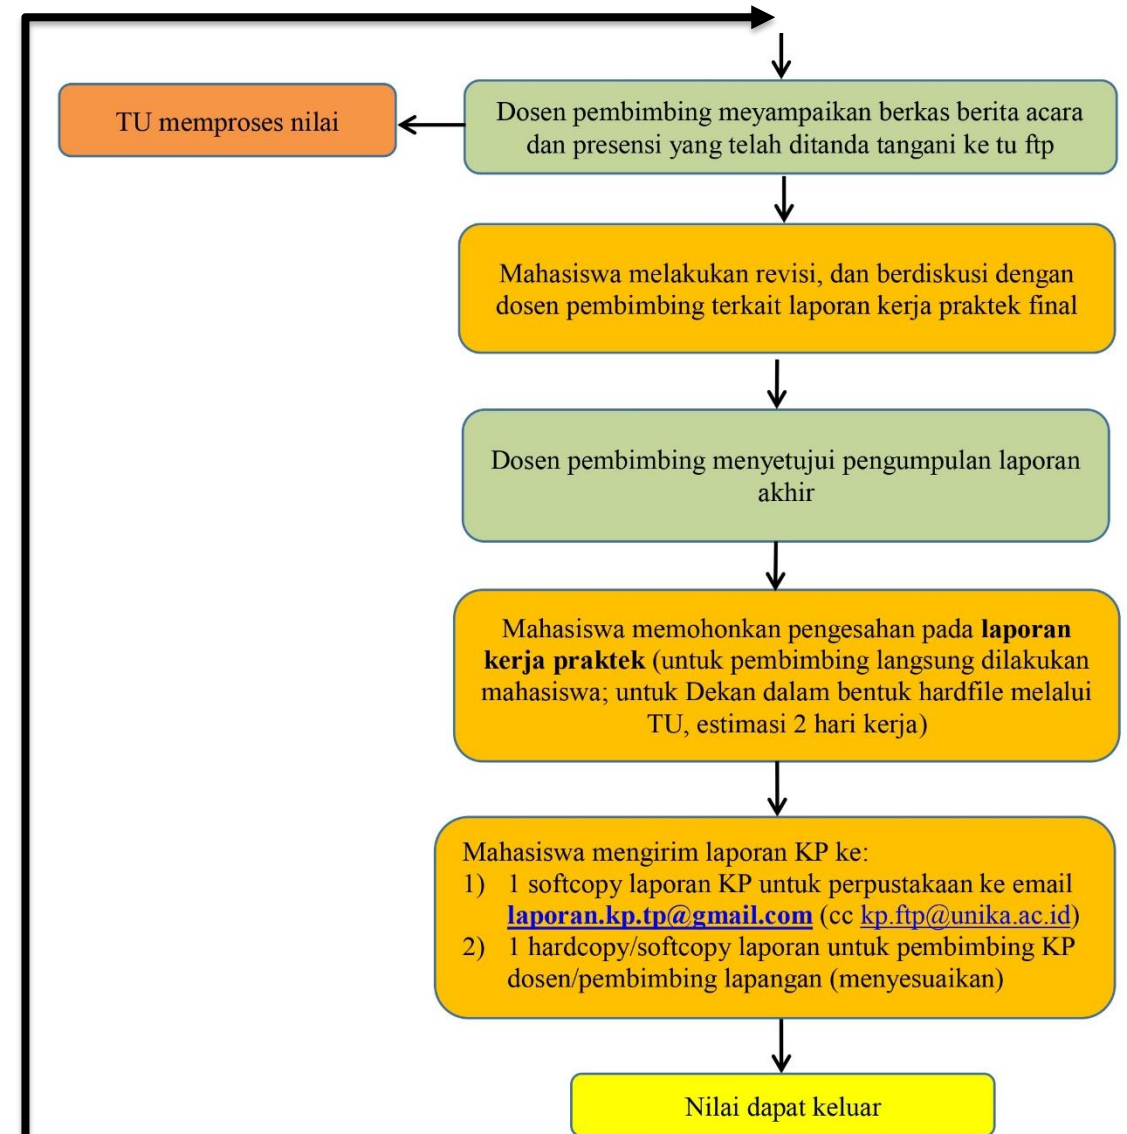 TU memproses nilai
Dosen pembimbing meyampaikan berkas berita acara
dan presensi yang telah ditanda tangani ke tu ftp
Mahasiswa melakukan revisi, dan berdiskusi dengan
dosen pembimbing terkait laporan kerja praktek final
Dosen pembimbing menyetujui pengumpulan laporan
akhir
Mahasiswa memohonkan pengesahan pada laporan
kerja praktek (untuk pembimbing langsung dilakukan
mahasiswa; untuk Dekan dalam bentuk hardfile melalui
TU, estimasi 2 hari kerja)
Mahasiswa mengirim laporan KP ke:
1) 1 softcopy laporan KP untuk perpustakaan ke email
laporan.kp.tp@gmail.com (cc kp.ftp@unika.ac.id)
2) 1 hardcopy/softcopy laporan untuk pembimbing KP
dosen/pembimbing lapangan (menyesuaikan)
Nilai dapat keluar